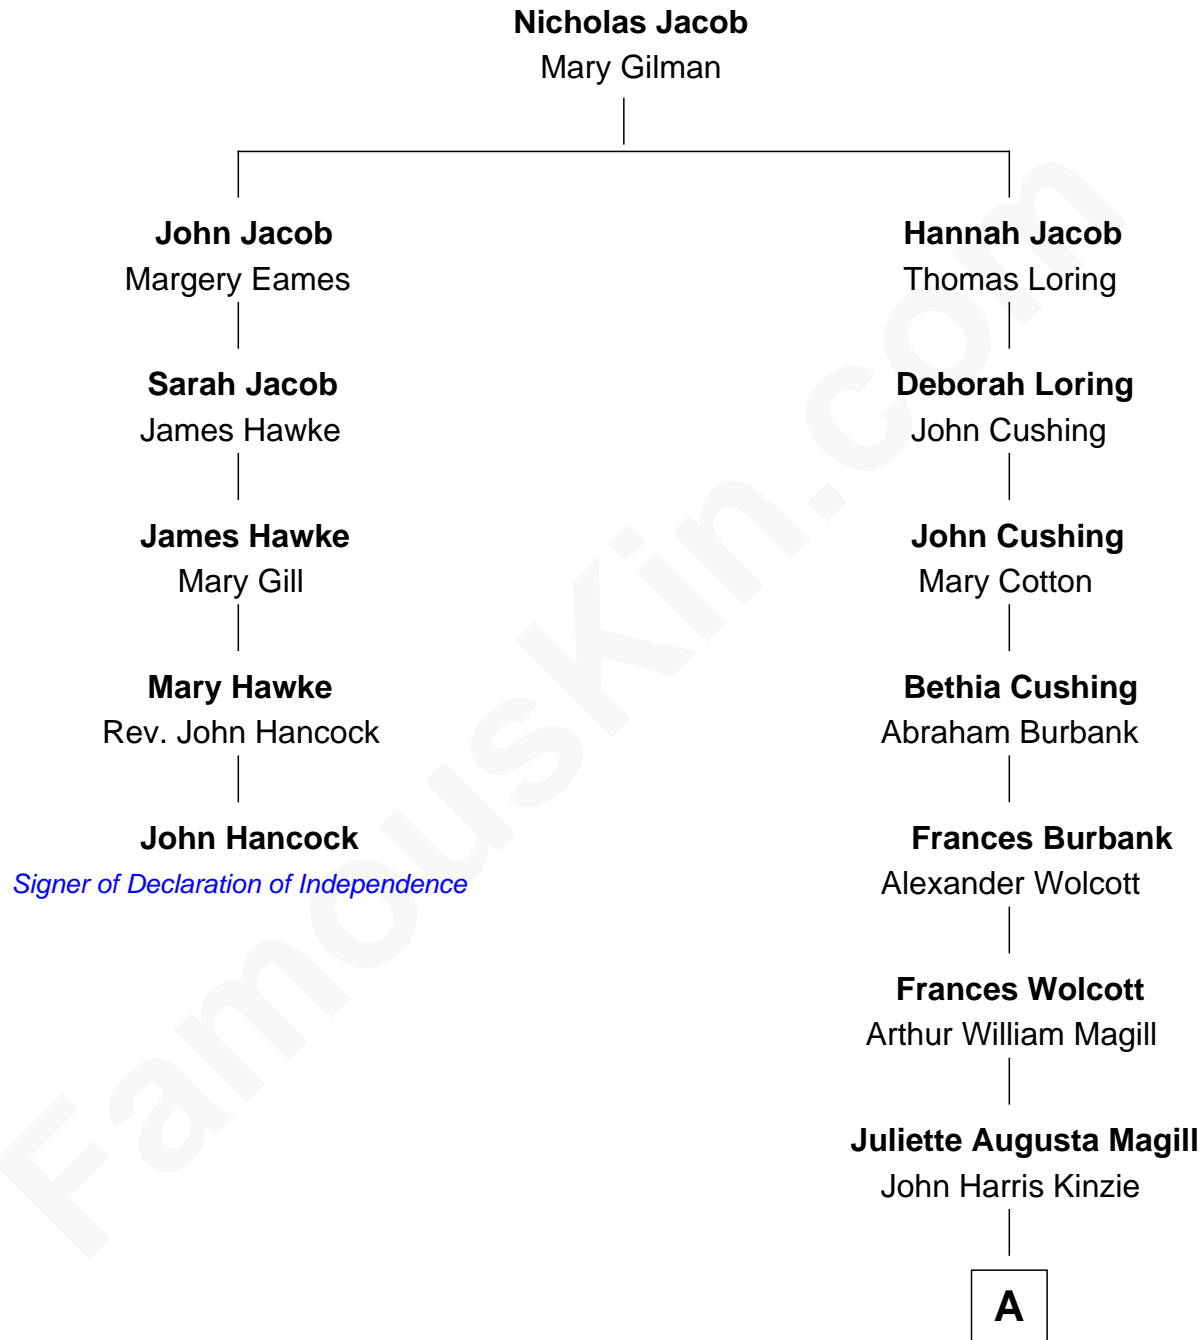 Nicholas Jacob
Mary Gilman
John Jacob
Margery Eames
Sarah Jacob
James Hawke
James Hawke
Mary Gill
Mary Hawke
Rev. John Hancock
John Hancock
Signer of Declaration of Independence
Hannah Jacob
Thomas Loring
Deborah Loring
John Cushing
John Cushing
Mary Cotton
Bethia Cushing
Abraham Burbank
Frances Burbank
Alexander Wolcott
Frances Wolcott
Arthur William Magill
Juliette Augusta Magill
John Harris Kinzie
A
FamousKin.com